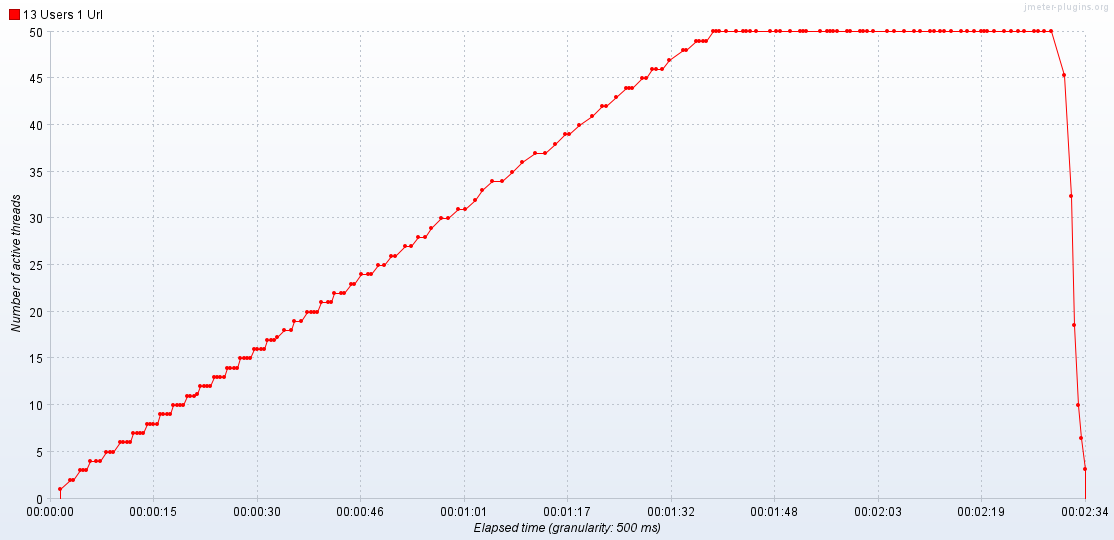 jmeter-plugins.org
13 Users 1 Url
50
45
40
35
30
25
20
15
10
5
0
Number of active threads
00:00:00 00:00:15 00:00:30 00:00:46 00:01:01 00:01:17 00:01:32 00:01:48 00:02:03 00:02:19 00:02:34
Elapsed time (granularity: 500 ms)